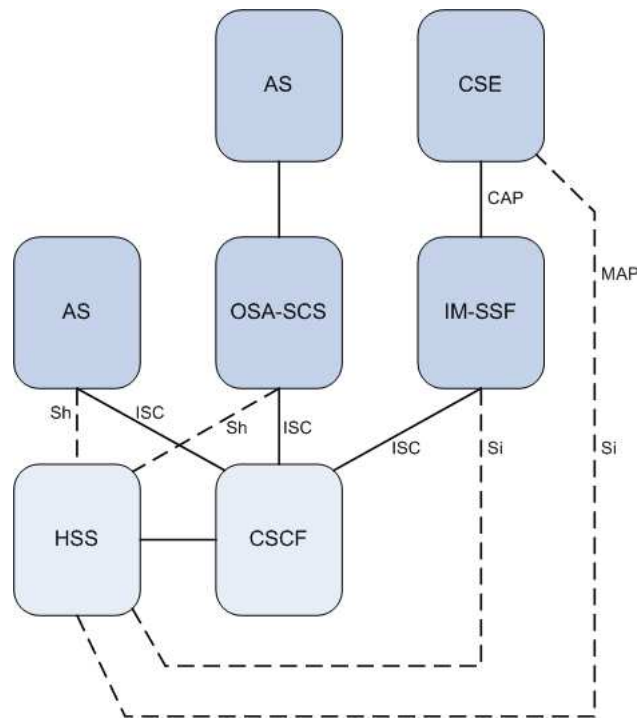 AS
CSE
CAP
MAP
AS
OSA-SCS
IM-SSF
Sh
ISC
Sh
ISC
ISC
Si
Si
HSS
CSCF